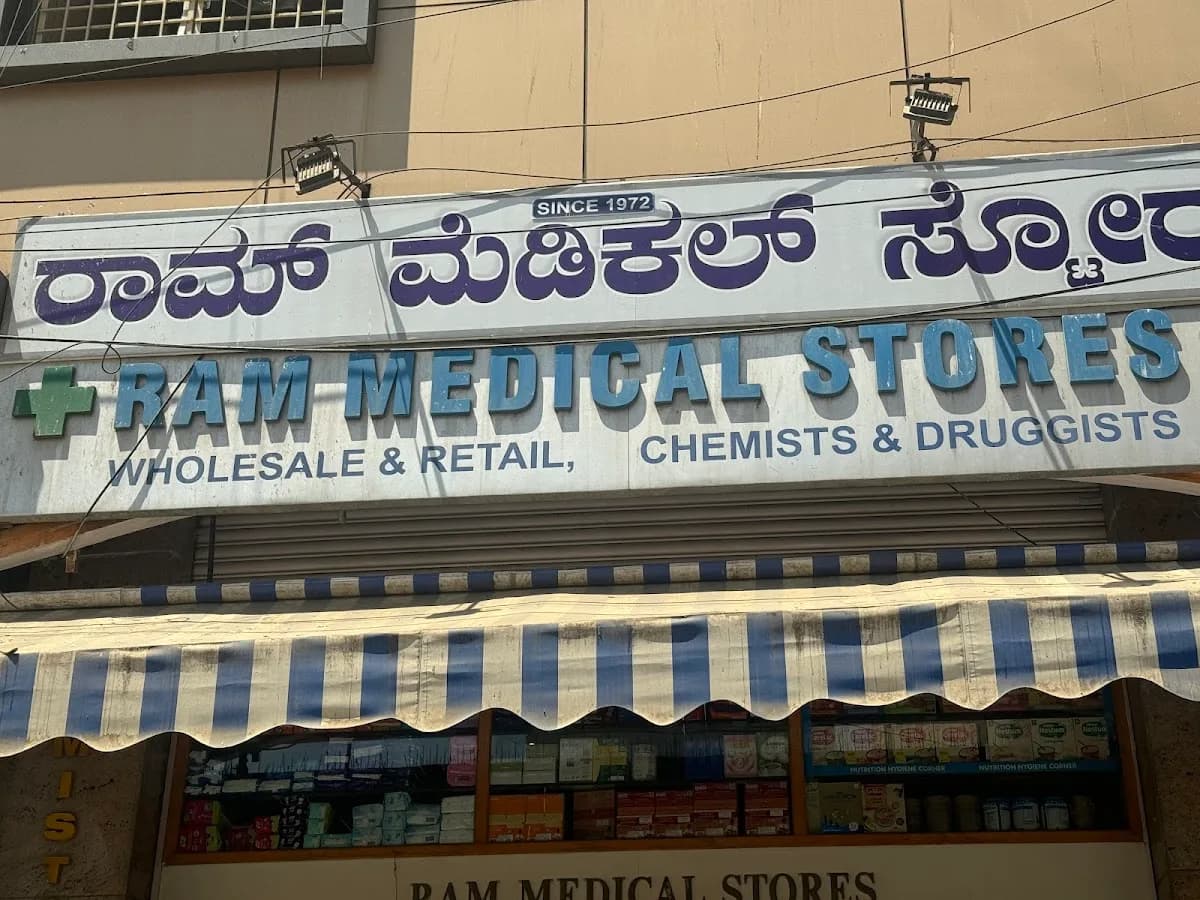 SINCE 1972
ರಾಮ್ ಮೆಡಿಕಲ್ ಸ್ಟೋರ
RAM MEDICAL STORES
WHOLESALE & RETAIL, CHEMISTS & DRUGGISTS
NUTRITION HYGIENE CORNER NUTRITION HYGIENE CORNER
MIST
RAM MEDICAL STORES